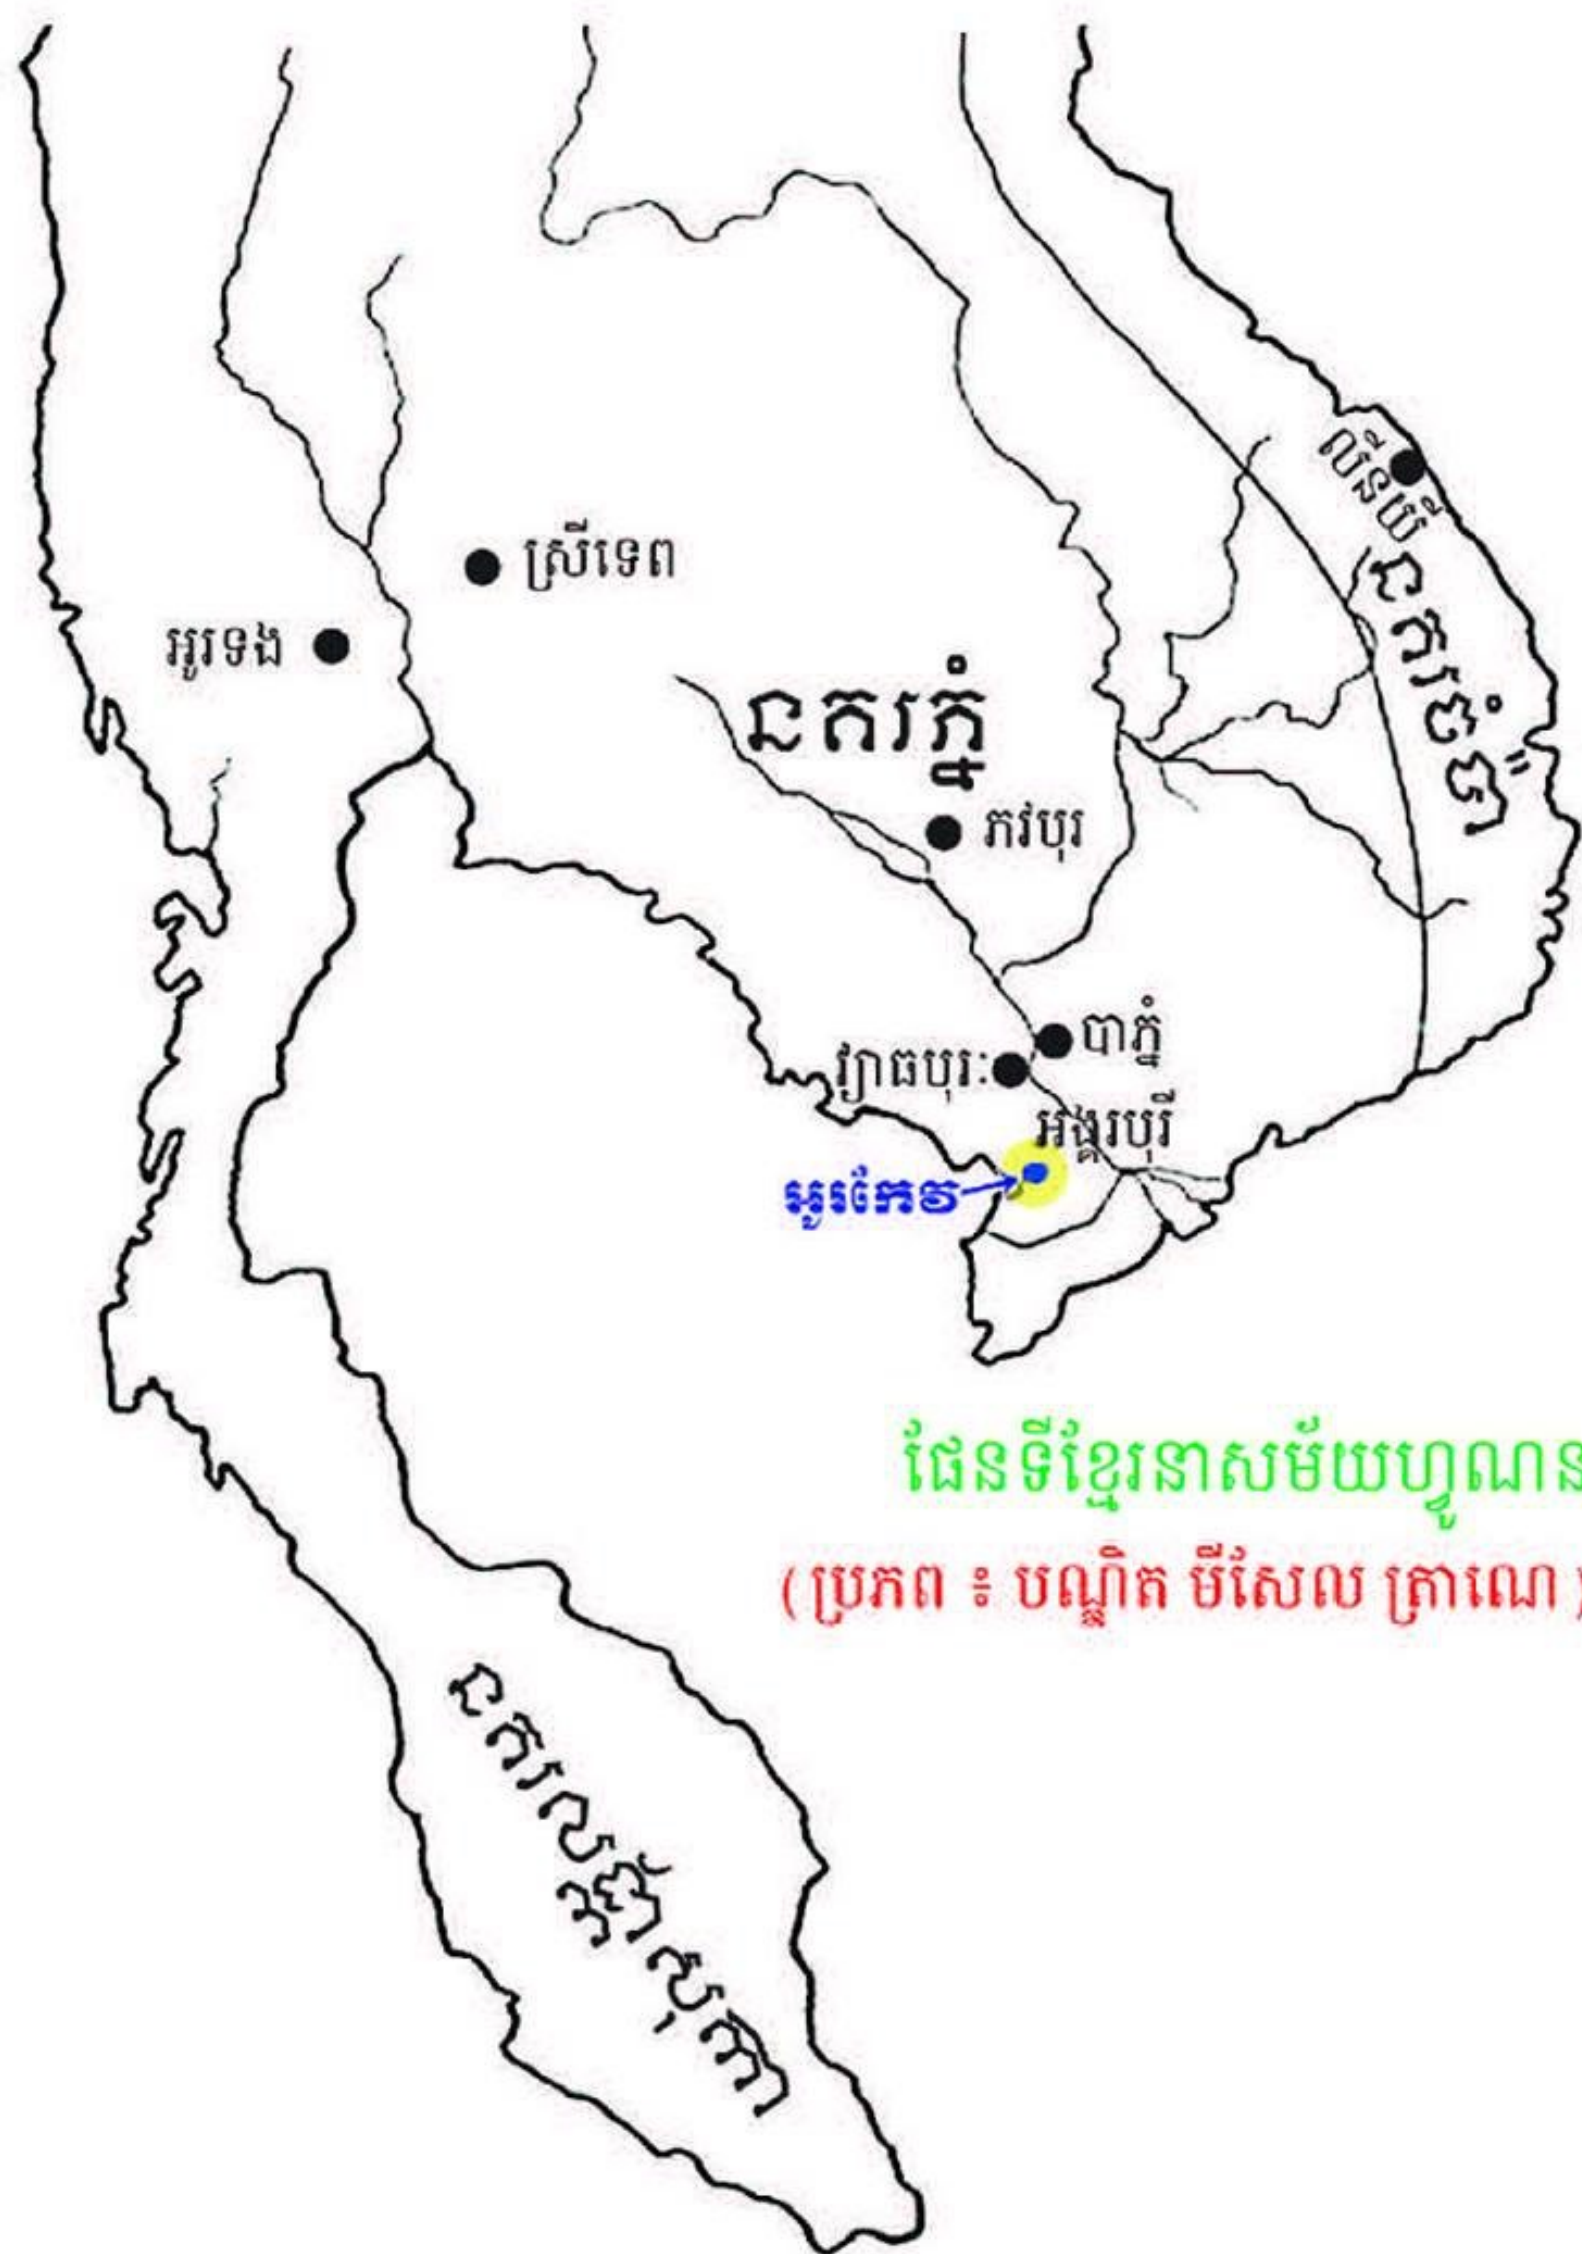 លីនយី
ស្រីទេព
អូរទង
នគរចំប៉ា
នគរភ្នំ
ភវបុរ
បាភ្នំ
វ្យាធបុរៈ
អង្គរបុរី
អូរកែវ
ផែនទីខ្មែរនាសម័យហ្វូណន
(ប្រភព ៖ បណ្ឌិត មីសែល ត្រាណេ )
នគរលង្កាសុកា